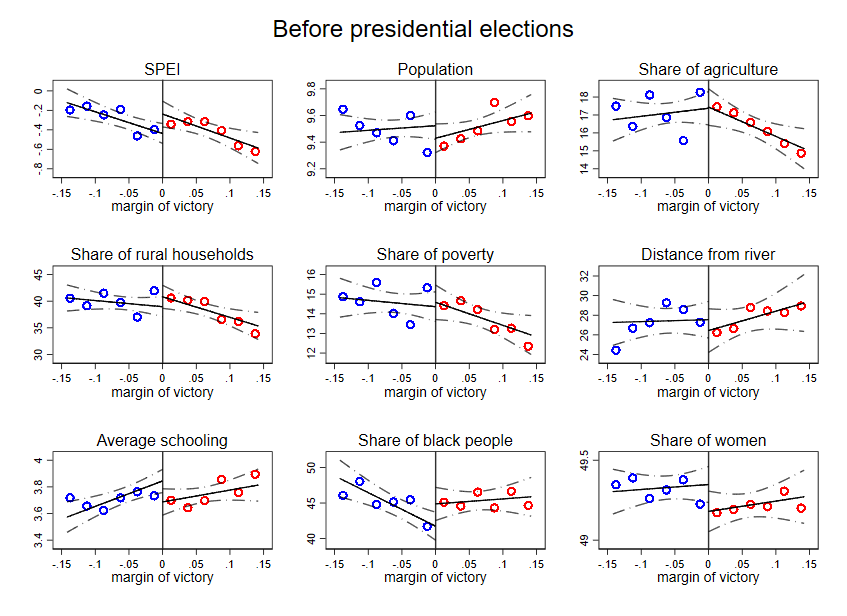 Before presidential elections
SPEI
0
-.2
-.4
-.6
-.8
-.15 -.1 -.05 0 .05 .1 .15
margin of victory
Population
9.8
9.6
9.4
9.2
-.15 -.1 -.05 0 .05 .1 .15
margin of victory
Share of agriculture
18
17
16
15
14
-.15 -.1 -.05 0 .05 .1 .15
margin of victory
Share of rural households
45
40
35
30
-.15 -.1 -.05 0 .05 .1 .15
margin of victory
Share of poverty
16
15
14
13
12
-.15 -.1 -.05 0 .05 .1 .15
margin of victory
Distance from river
32
30
28
26
24
-.15 -.1 -.05 0 .05 .1 .15
margin of victory
Average schooling
4
3.8
3.6
3.4
-.15 -.1 -.05 0 .05 .1 .15
margin of victory
Share of black people
50
45
40
-.15 -.1 -.05 0 .05 .1 .15
margin of victory
Share of women
49.5
49
-.15 -.1 -.05 0 .05 .1 .15
margin of victory